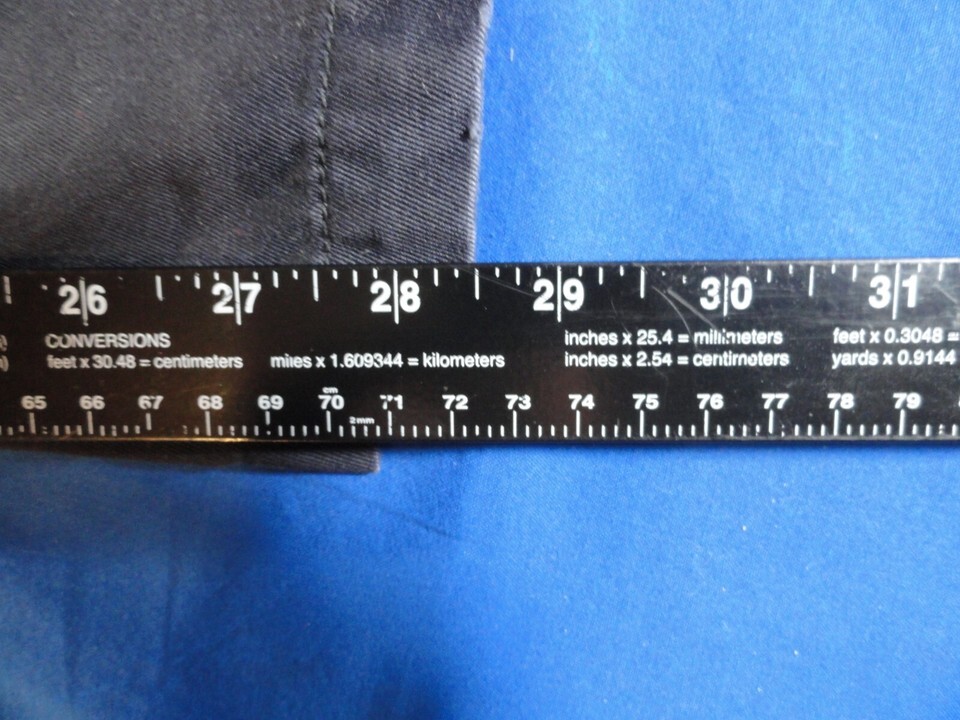 26 27 28 29 30 31
CONVERSIONS
feet x 30.48 = centimeters
miles x 1.609344 = kilometers
inches x 25.4 = millimeters
inches x 2.54 = centimeters
feet x 0.3048 =
yards x 0.9144
cm
65 66 67 68 69 70 71 72 73 74 75 76 77 78 79
2mm